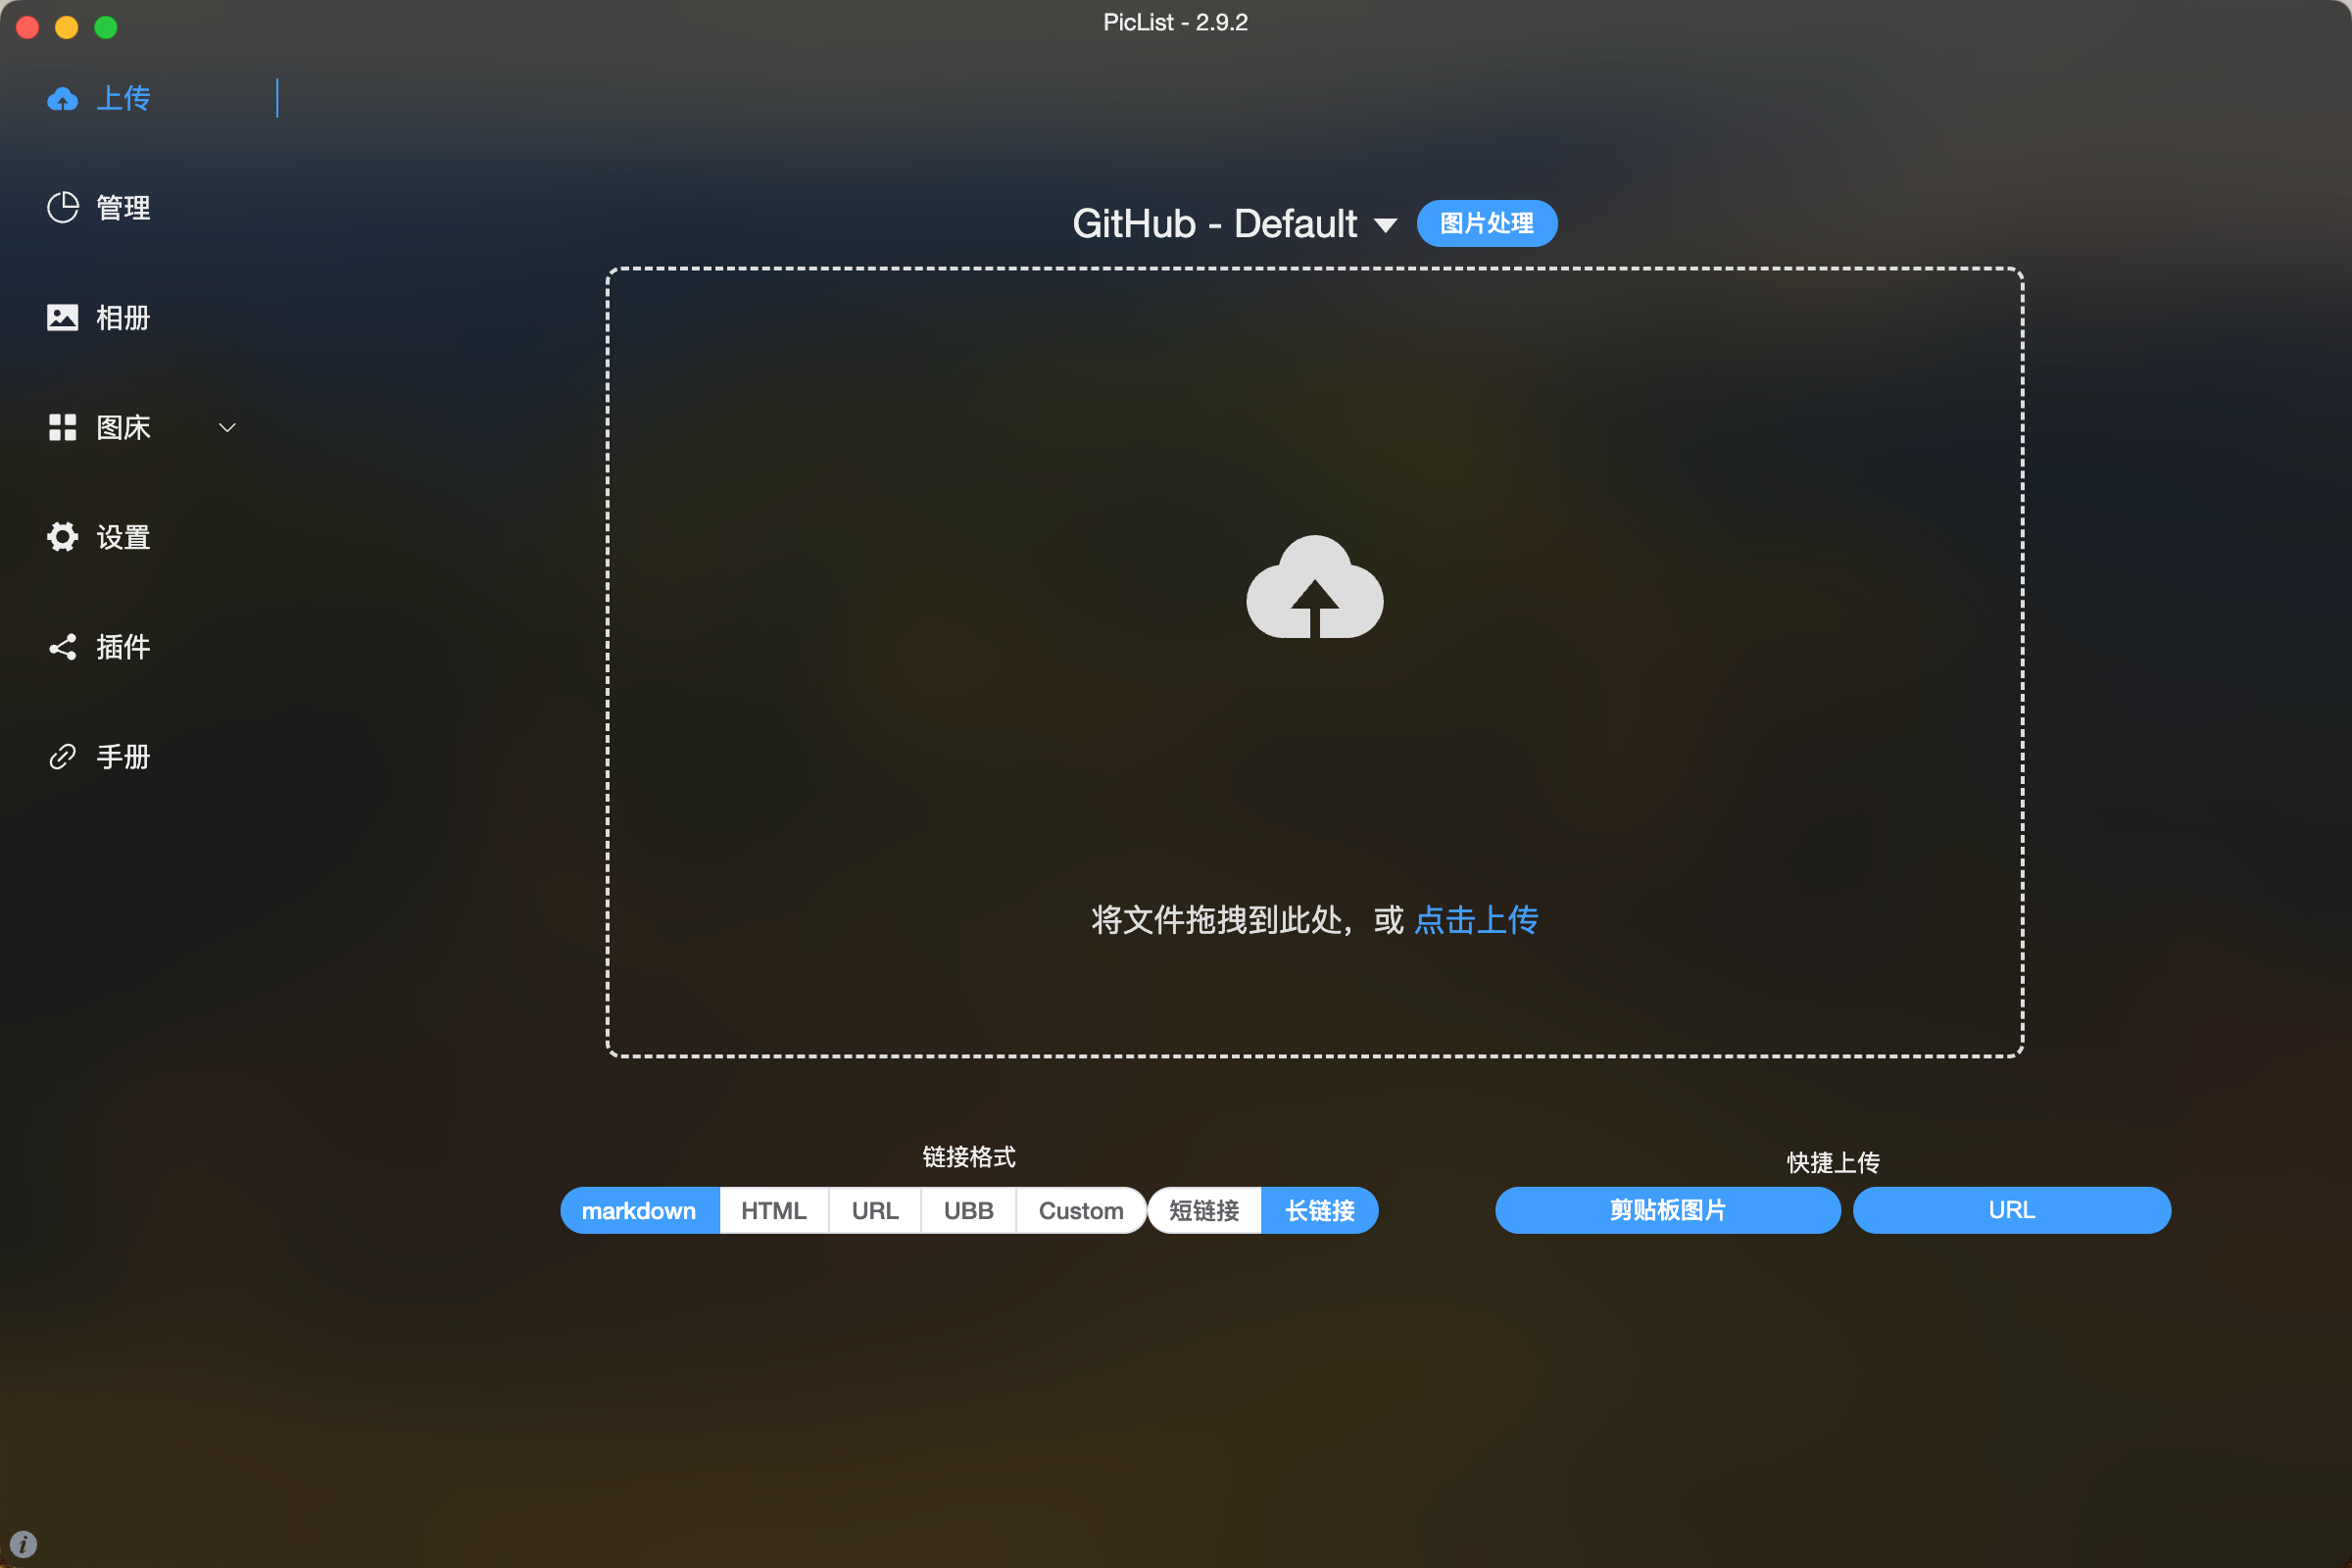 PicList - 2.9.2
上传
管理
相册
图床
设置
插件
手册
GitHub - Default
图片处理
将文件拖拽到此处，或 点击上传
链接格式
markdown HTML URL UBB Custom 短链接 长链接
快捷上传
剪贴板图片 URL